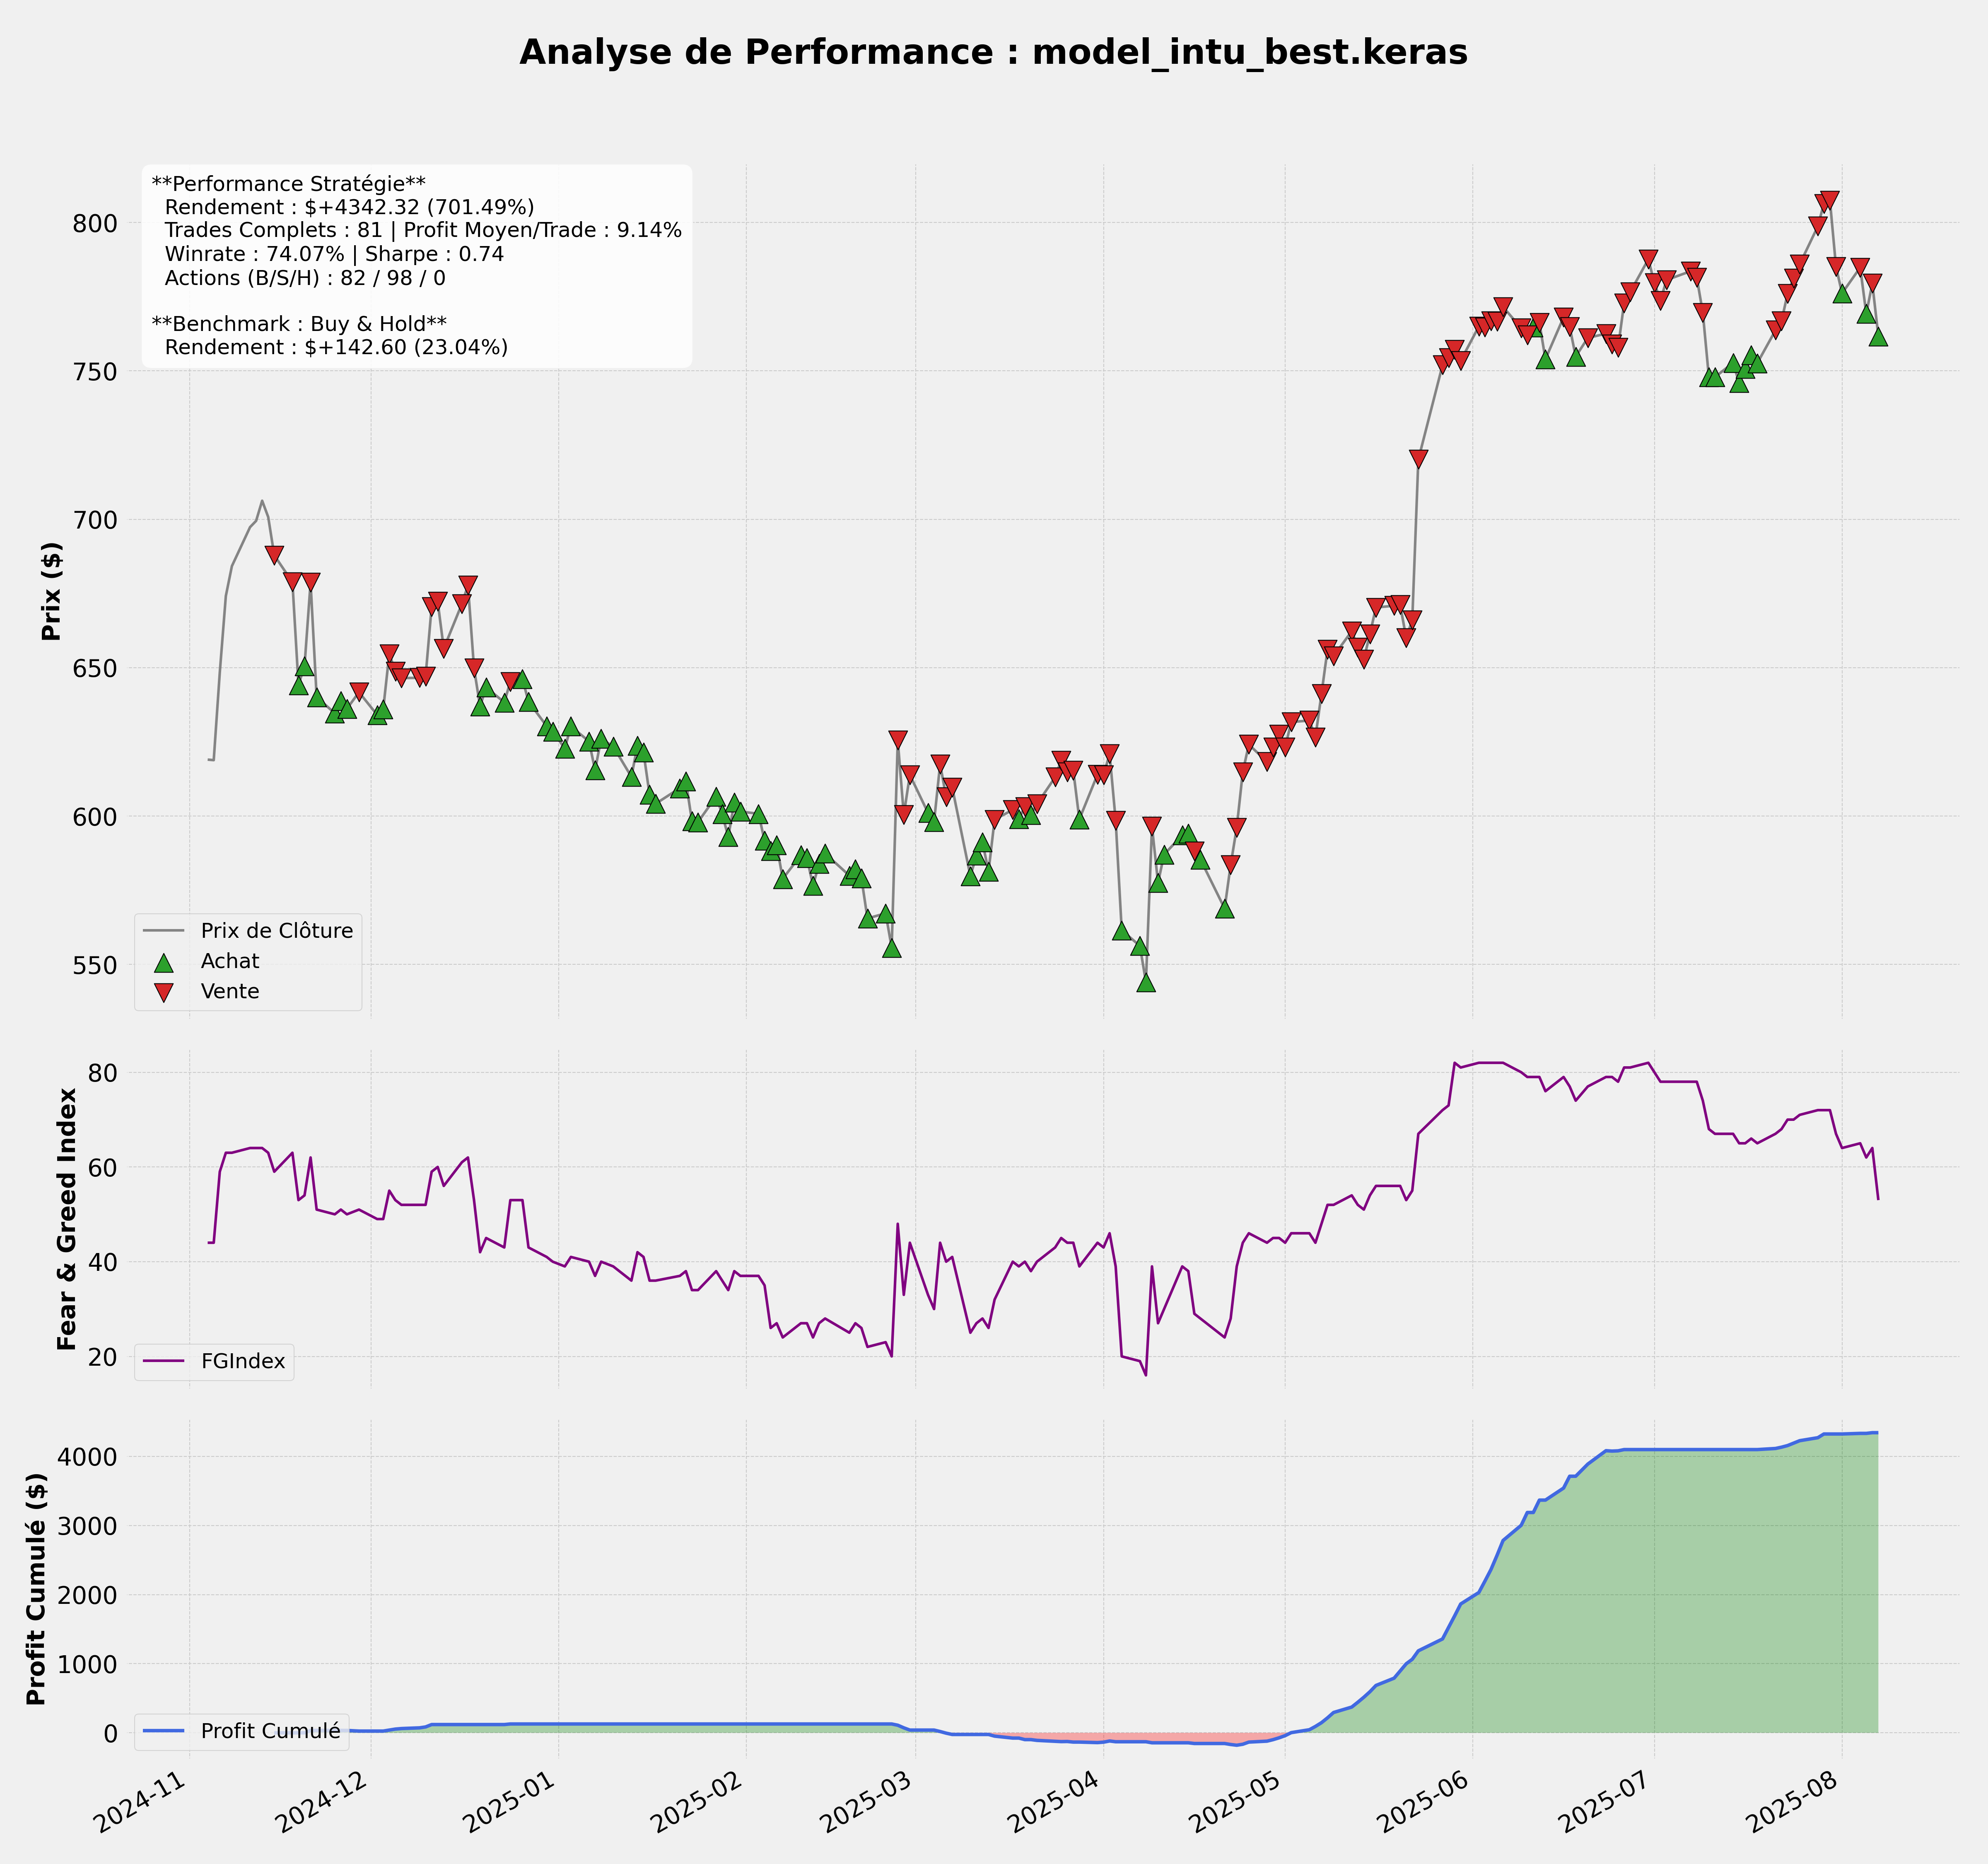 Analyse de Performance : model_intu_best.keras
**Performance Stratégie**
Rendement : $+4342.32 (701.49%)
Trades Complets : 81 | Profit Moyen/Trade : 9.14%
Winrate : 74.07% | Sharpe : 0.74
Actions (B/S/H) : 82 / 98 / 0
**Benchmark : Buy & Hold**
Rendement : $+142.60 (23.04%)
Prix ($)
800
750
700
650
600
550
Prix de Clôture
Achat
Vente
Fear & Greed Index
80
60
40
20
FGIndex
Profit Cumulé ($)
4000
3000
2000
1000
0
Profit Cumulé
2024-11
2024-12
2025-01
2025-02
2025-03
2025-04
2025-05
2025-06
2025-07
2025-08